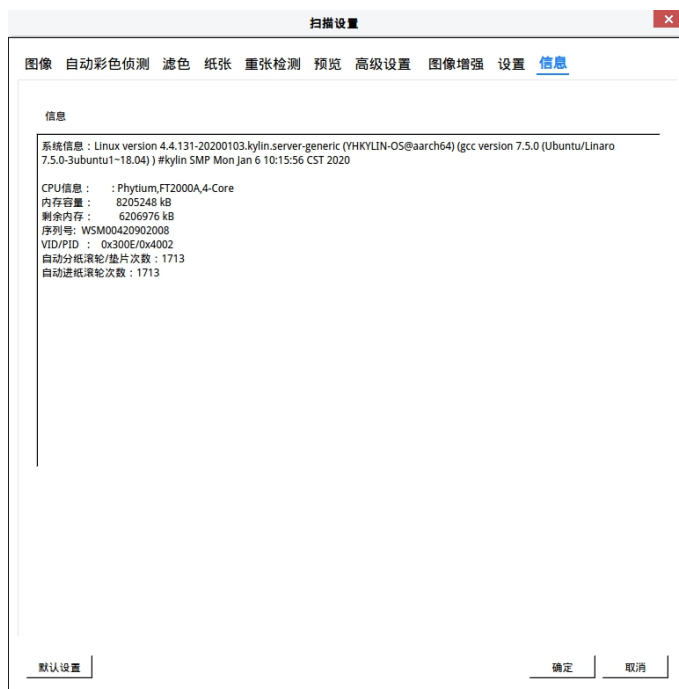 扫描设置
图像 自动彩色侦测 滤色 纸张 重张检测 预览 高级设置 图像增强 设置 信息
信息
系统信息：Linux version 4.4.131-20200103.kylin.server-generic (YHKYLIN-OS@aarch64) (gcc version 7.5.0 (Ubuntu/Linaro
7.5.0-3ubuntu1~18.04) ) #kylin SMP Mon Jan 6 10:15:56 CST 2020
CPU信息： : Phytium,FT2000A,4-Core
内存容量： 8205248 kB
剩余内存： 6206976 kB
序列号: WSM00420902008
VID/PID ： 0x300E/0x4002
自动分纸滚轮/垫片次数：1713
自动进纸滚轮次数：1713
默认设置 确定 取消